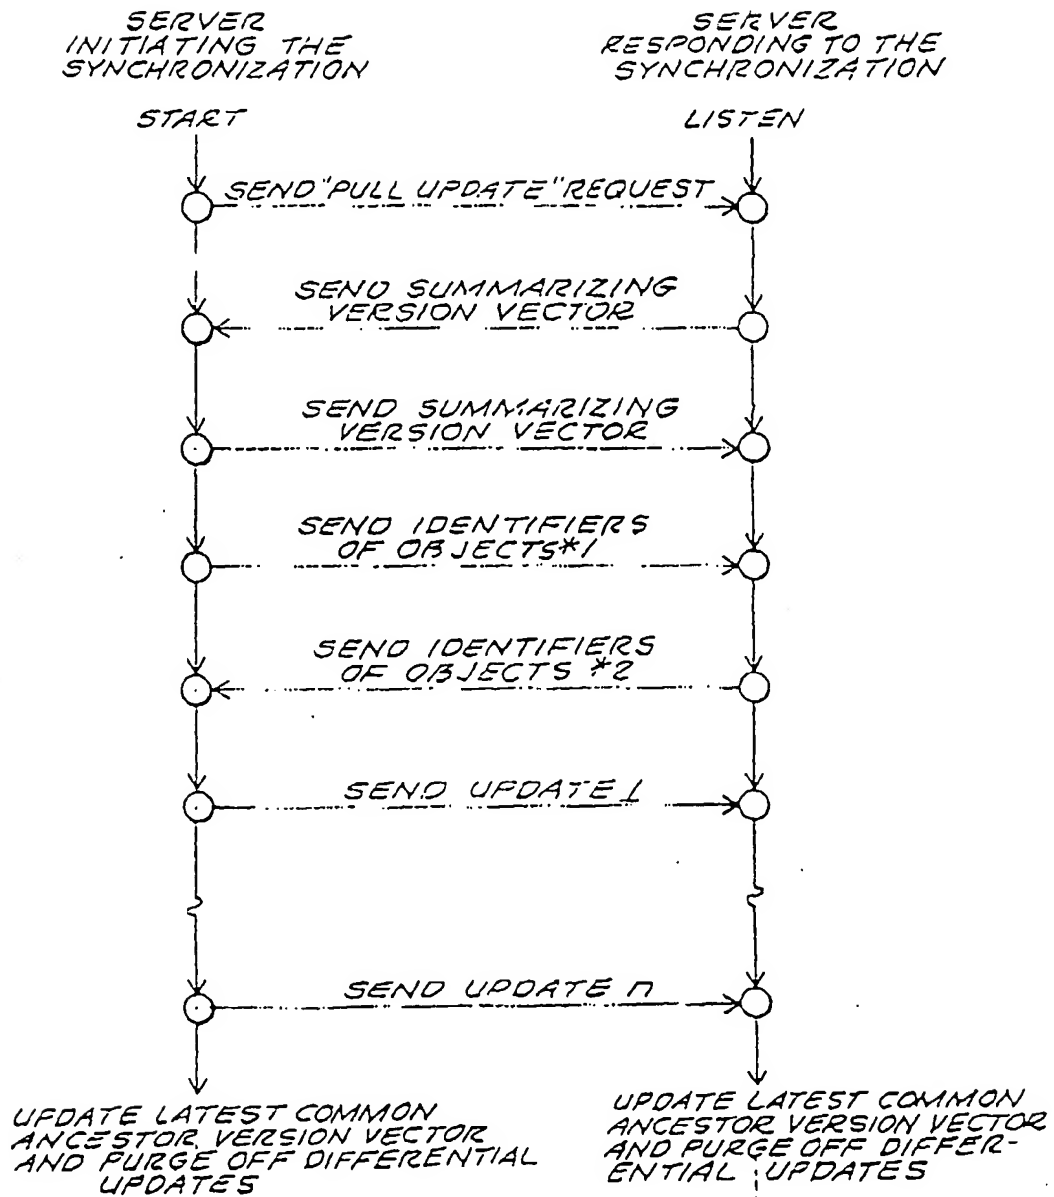 SERVER
INITIATING THE
SYNCHRONIZATION
SERVER
RESPONDING TO THE
SYNCHRONIZATION
START
LISTEN
SEND "PULL UPDATE" REQUEST
SEND SUMMARIZING
VERSION VECTOR
SEND SUMMARIZING
VERSION VECTOR
SEND IDENTIFIERS
OF OBJECTS*1
SEND IDENTIFIERS
OF OBJECTS *2
SEND UPDATE 1
SEND UPDATE n
UPDATE LATEST COMMON
ANCESTOR VERSION VECTOR
AND PURGE OFF DIFFERENTIAL
UPDATES
UPDATE LATEST COMMON
ANCESTOR VERSION VECTOR
AND PURGE OFF DIFFER-
ENTIAL UPDATES